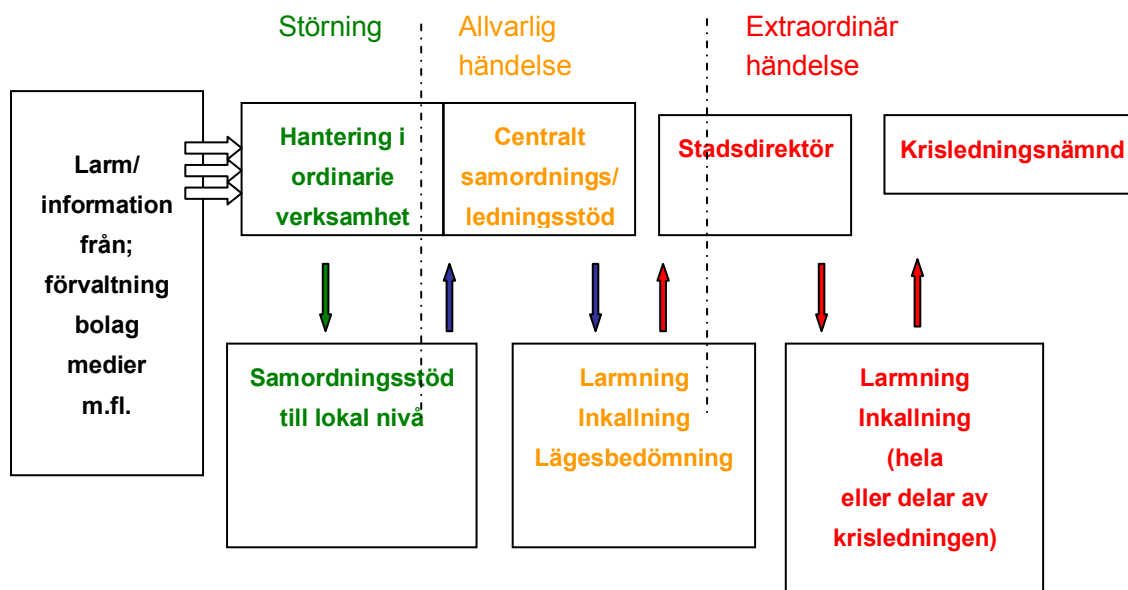 Störning
Allvarlig
händelse
Extraordinär
händelse
Larm/
information
från;
förvaltning
bolag
medier
m.fl.
Hantering i
ordinarie
verksamhet
Centralt
samordnings/
ledningsstöd
Stadsdirektör
Krisledningsnämnd
Samordningsstöd
till lokal nivå
Larmning
Inkallning
Lägesbedömning
Larmning
Inkallning
(hela
eller delar av
krisledningen)